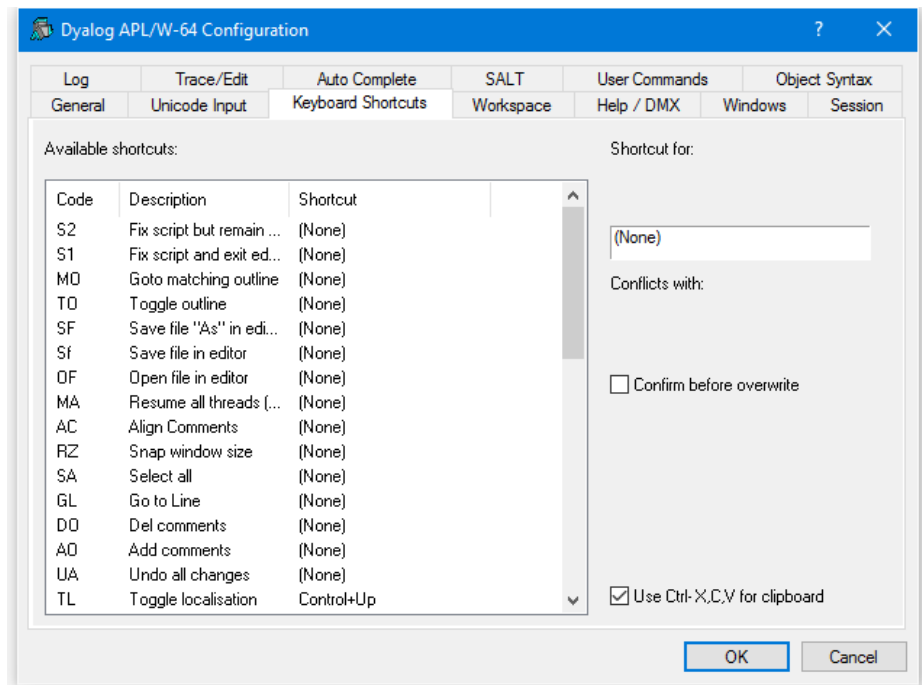 Dyalog APL/W-64 Configuration
Log Trace/Edit Auto Complete SALT User Commands Object Syntax
General Unicode Input Keyboard Shortcuts Workspace Help / DMX Windows Session
Available shortcuts:
Shortcut for:
Code Description Shortcut
S2 Fix script but remain ... (None)
S1 Fix script and exit ed... (None)
MO Goto matching outline (None)
TO Toggle outline (None)
SF Save file "As" in edi... (None)
Sf Save file in editor (None)
OF Open file in editor (None)
MA Resume all threads (... (None)
AC Align Comments (None)
RZ Snap window size (None)
SA Select all (None)
GL Go to Line (None)
DO Del comments (None)
AO Add comments (None)
UA Undo all changes (None)
TL Toggle localisation Control+Up
(None)
Conflicts with:
Confirm before overwrite
Use Ctrl-X,C,V for clipboard
OK Cancel